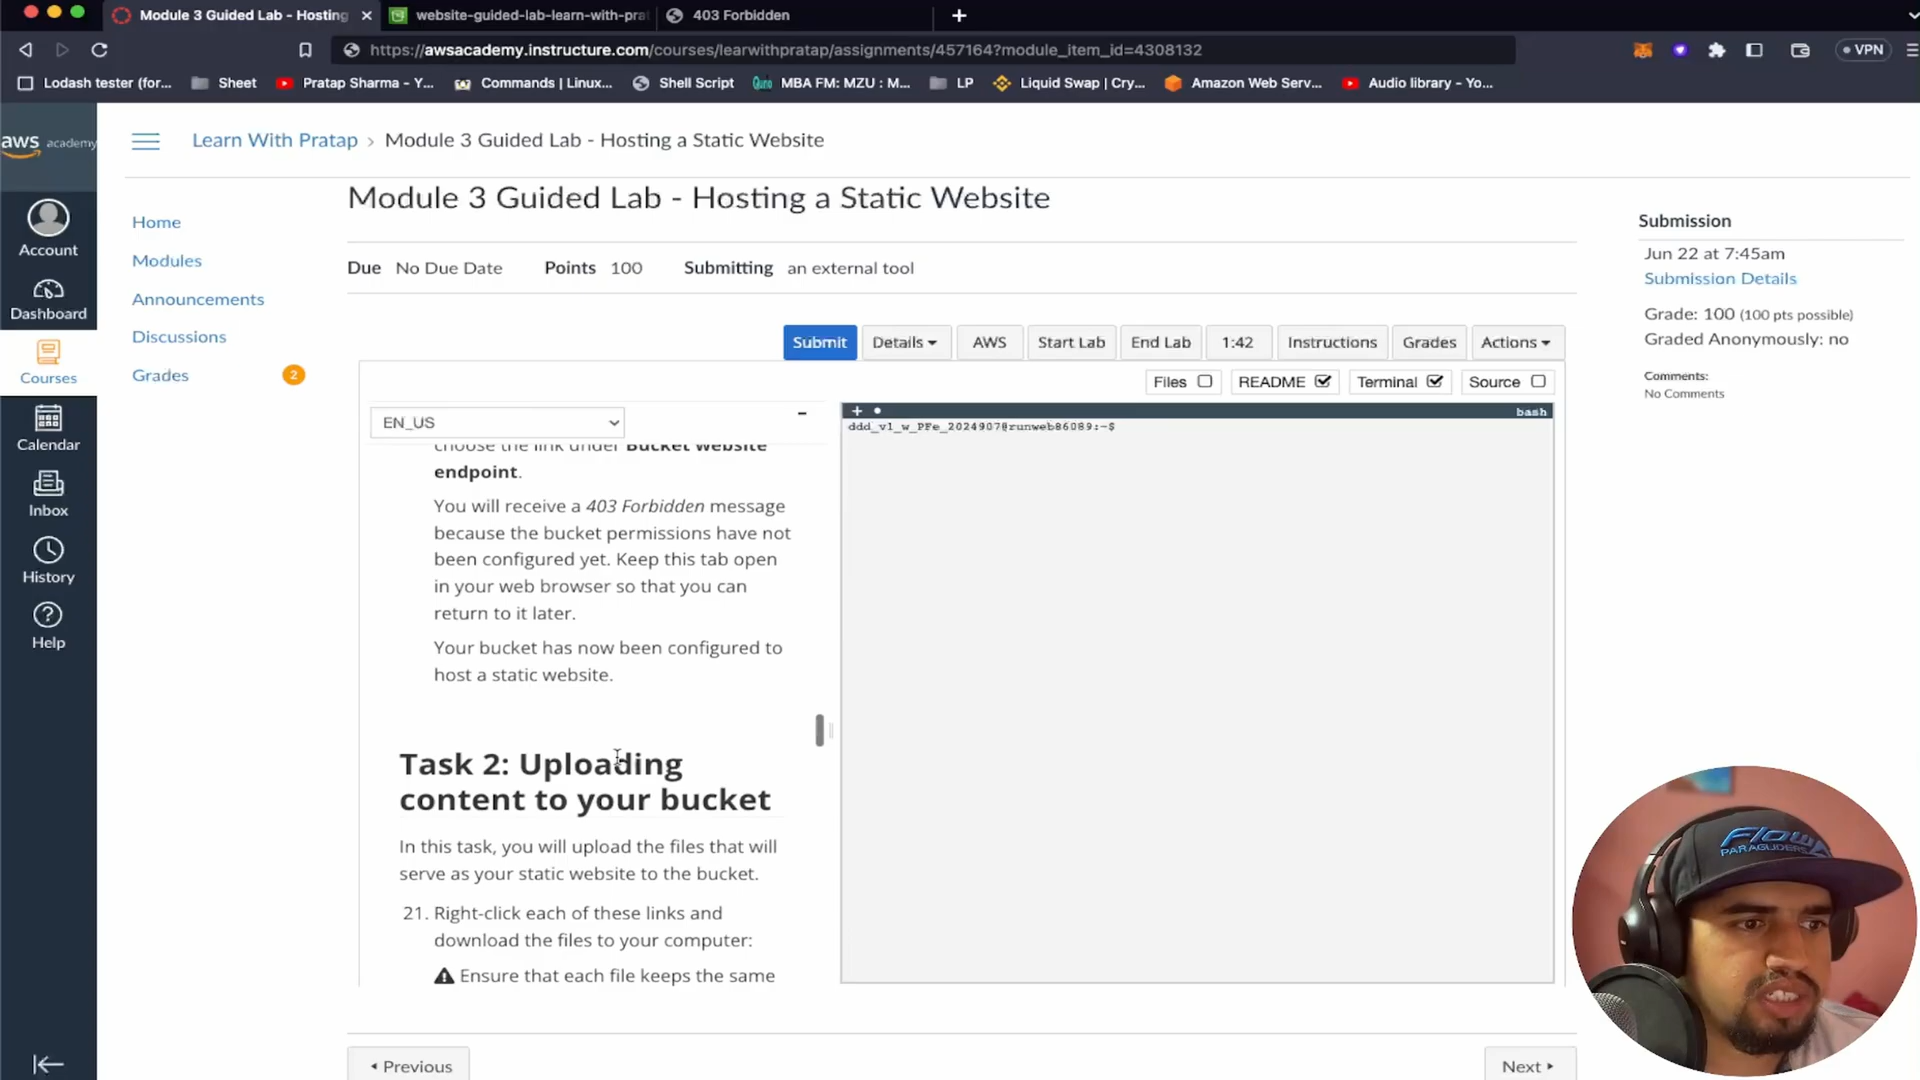 Module 3 Guided Lab - Hosting
website-guided-lab-learn-with-prat
403 Forbidden
https://awsacademy.instructure.com/courses/learwithpratap/assignments/457164?module_item_id=4308132
VPN
Lodash tester (for...
Sheet
Pratap Sharma - Y...
Commands | Linux...
Shell Script
MBA FM: MZU : M...
LP
Liquid Swap | Cry...
Amazon Web Serv...
Audio library - Yo...
aws academy
Learn With Pratap › Module 3 Guided Lab - Hosting a Static Website
Account
Dashboard
Courses
Calendar
Inbox
History
Help
Home
Modules
Announcements
Discussions
Grades 2
Module 3 Guided Lab - Hosting a Static Website
Due No Due Date Points 100 Submitting an external tool
Submit Details AWS Start Lab End Lab 1:42 Instructions Grades Actions
Files README Terminal Source
EN_US
choose the link under Bucket website
endpoint.
You will receive a 403 Forbidden message
because the bucket permissions have not
been configured yet. Keep this tab open
in your web browser so that you can
return to it later.
Your bucket has now been configured to
host a static website.
Task 2: Uploading
content to your bucket
In this task, you will upload the files that will
serve as your static website to the bucket.
21. Right-click each of these links and
download the files to your computer:
Ensure that each file keeps the same
bash
ddd_v1_w_PFe_2024907@runweb86089:~$
Previous
Next
Submission
Jun 22 at 7:45am
Submission Details
Grade: 100 (100 pts possible)
Graded Anonymously: no
Comments:
No Comments
FLOW
PARAGLIDERS